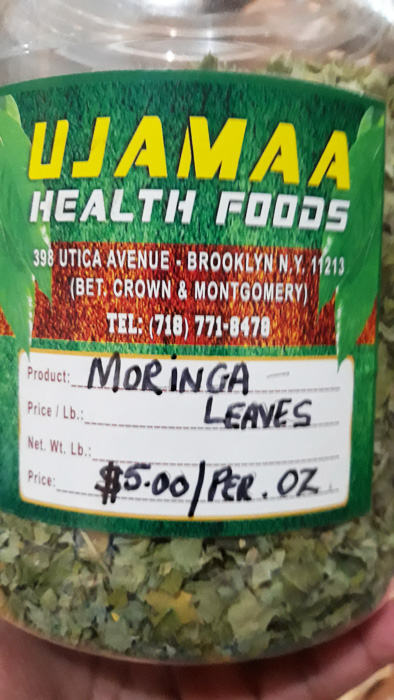 UJAMAA
HEALTH FOODS
398 UTICA AVENUE - BROOKLYN N.Y. 11213
(BET. CROWN & MONTGOMERY)
TEL: (718) 771-8478
Product: MORINGA
Price / Lb.: LEAVES
Net. Wt. Lb.:
Price: $5.00/PER. OZ